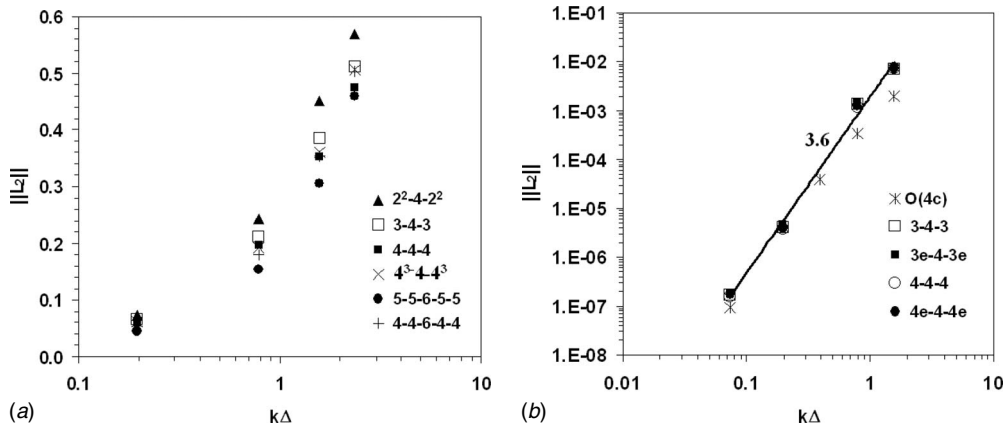 0.6
0.5
0.4
0.3
0.2
0.1
0.0
||L₂||
0.1
1
10
kΔ
2²-4-2²
3-4-3
4-4-4
4³-4-4³
5-5-6-5-5
4-4-6-4-4
(a)
1.E-01
1.E-02
1.E-03
1.E-04
1.E-05
1.E-06
1.E-07
1.E-08
||L₂||
3.6
0.01
0.1
1
10
kΔ
O(4c)
3-4-3
3e-4-3e
4-4-4
4e-4-4e
(b)